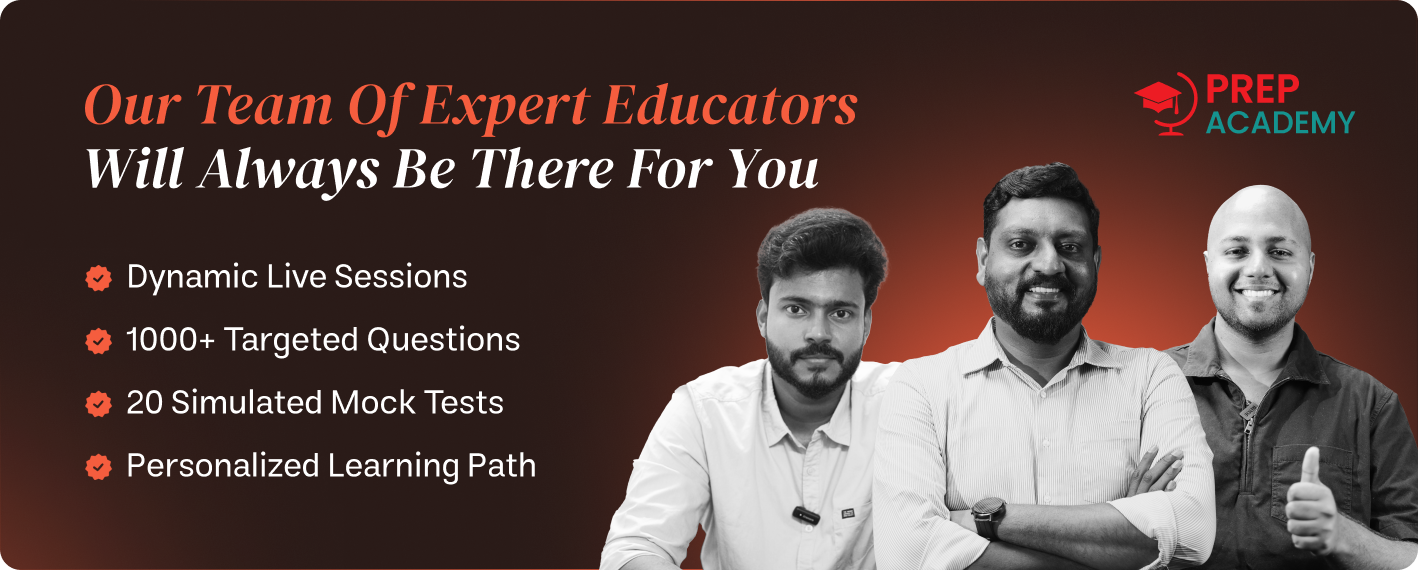 Our Team Of Expert Educators
Will Always Be There For You
PREP
ACADEMY
Dynamic Live Sessions
1000+ Targeted Questions
20 Simulated Mock Tests
Personalized Learning Path